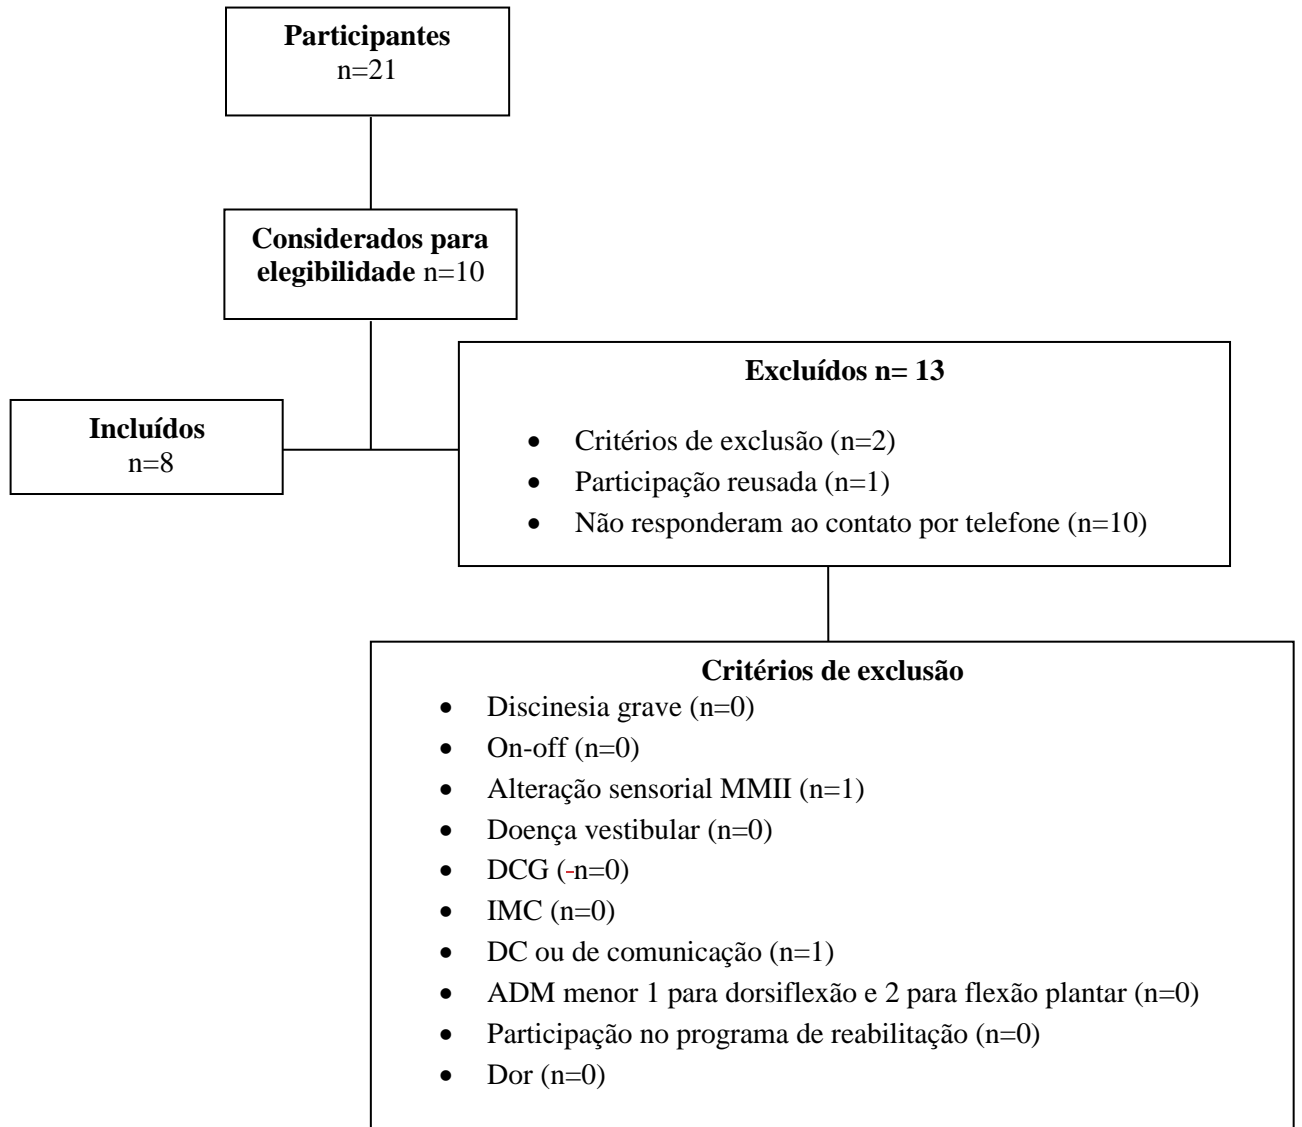 Participantes
n=21
Considerados para
elegibilidade n=10
Incluídos
n=8
Excluídos n= 13
• Critérios de exclusão (n=2)
• Participação reusada (n=1)
• Não responderam ao contato por telefone (n=10)
Critérios de exclusão
• Discinesia grave (n=0)
• On-off (n=0)
• Alteração sensorial MMII (n=1)
• Doença vestibular (n=0)
• DCG (-n=0)
• IMC (n=0)
• DC ou de comunicação (n=1)
• ADM menor 1 para dorsiflexão e 2 para flexão plantar (n=0)
• Participação no programa de reabilitação (n=0)
• Dor (n=0)